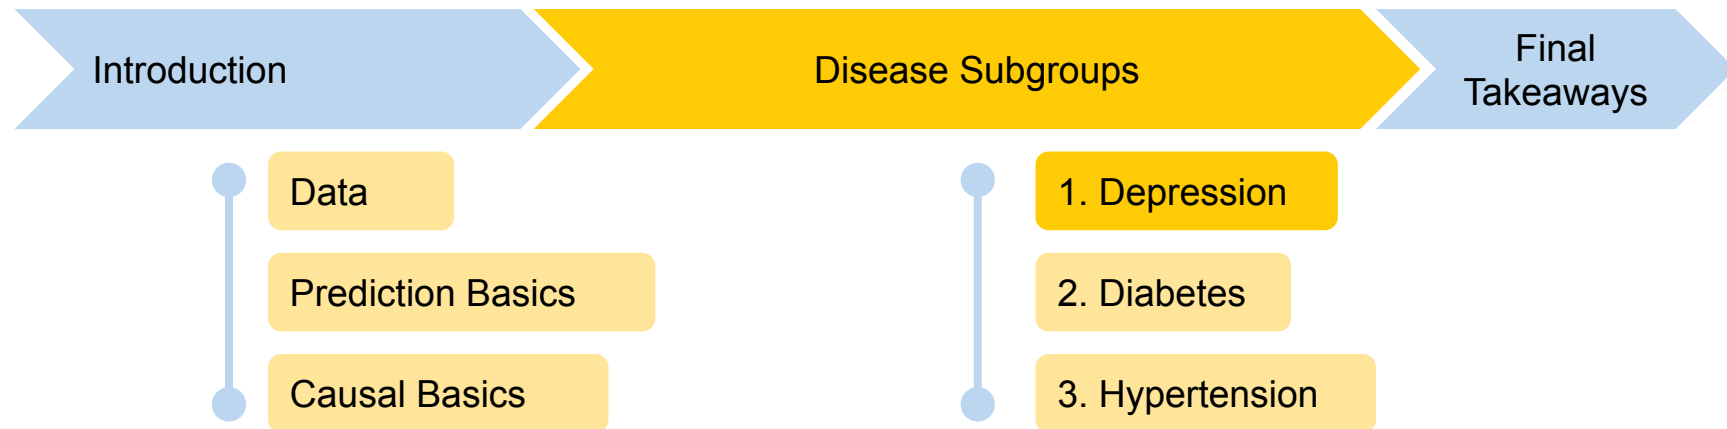 Introduction
Disease Subgroups
Final
Takeaways
Data
Prediction Basics
Causal Basics
1. Depression
2. Diabetes
3. Hypertension